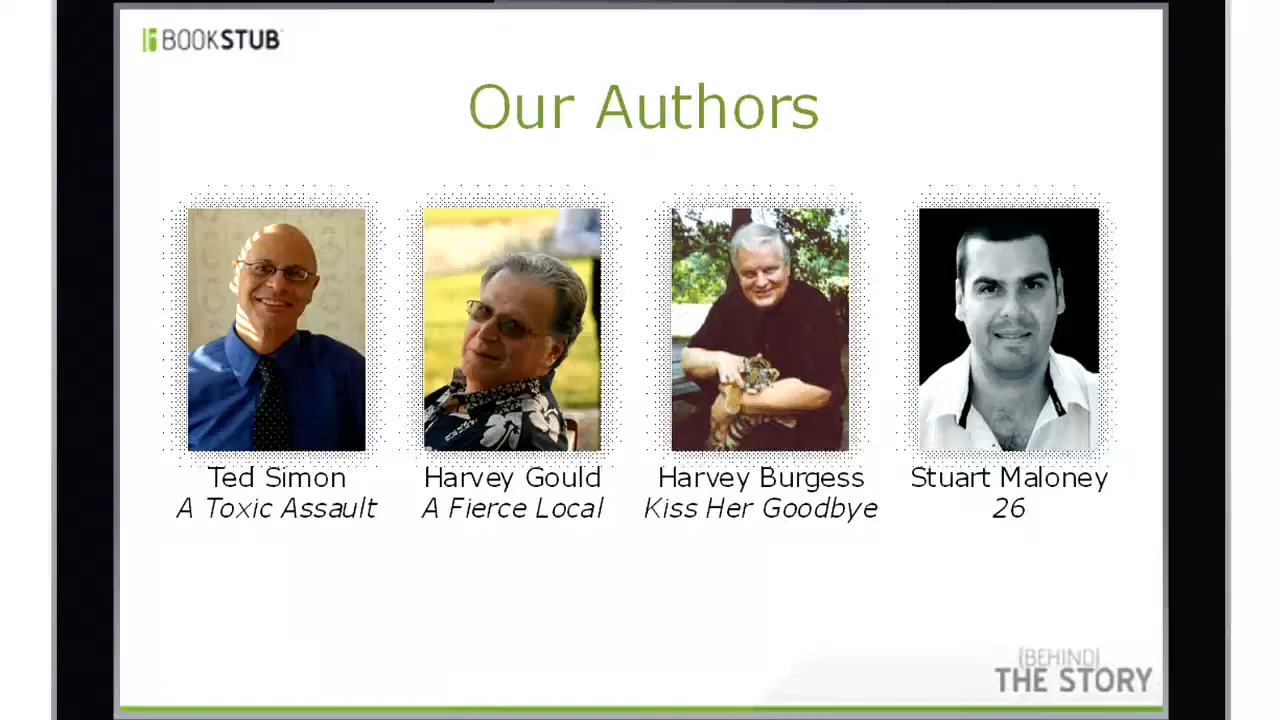 BOOKSTUB
Our Authors
Ted Simon
A Toxic Assault
Harvey Gould
A Fierce Local
Harvey Burgess
Kiss Her Goodbye
Stuart Maloney
26
{BEHIND}
THE STORY